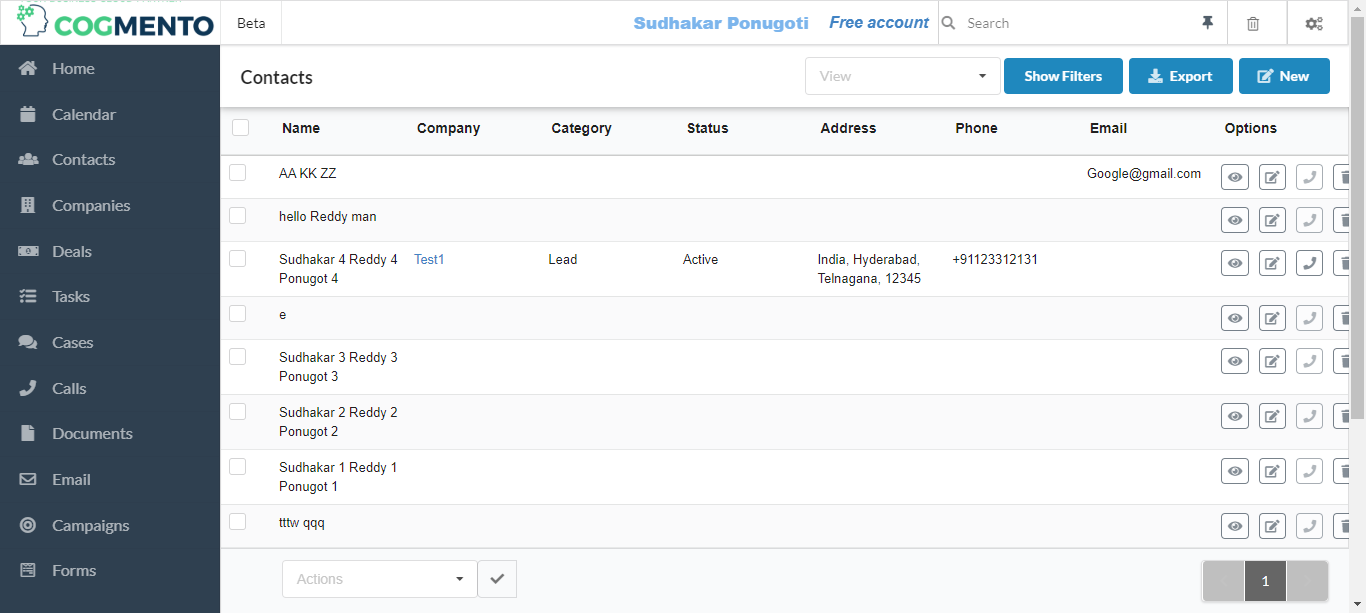 COGMENTO
Beta
Sudhakar Ponugoti
Free account
Search
Home
Calendar
Contacts
Companies
Deals
Tasks
Cases
Calls
Documents
Email
Campaigns
Forms
Contacts
View
Show Filters
Export
New
Name Company Category Status Address Phone Email Options
AA KK ZZ Google@gmail.com
hello Reddy man
Sudhakar 4 Reddy 4 Test1 Lead Active India, Hyderabad, +91123312131
Ponugot 4 Telnagana, 12345
e
Sudhakar 3 Reddy 3
Ponugot 3
Sudhakar 2 Reddy 2
Ponugot 2
Sudhakar 1 Reddy 1
Ponugot 1
tttw qqq
Actions
1